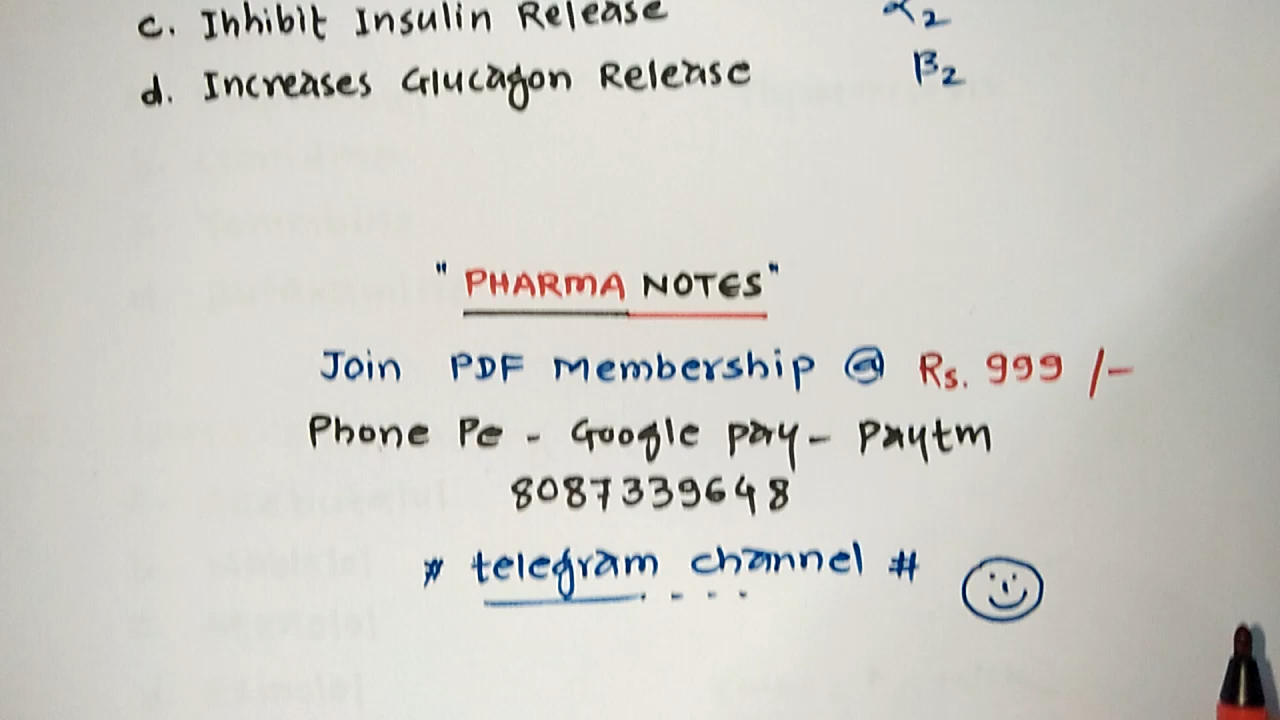 c. Inhibit Insulin Release α2
d. Increases Glucagon Release β2
"PHARMA NOTES"
Join PDF Membership @ Rs. 999 /-
Phone Pe - Google pay - Paytm
8087339648
* telegram channel #